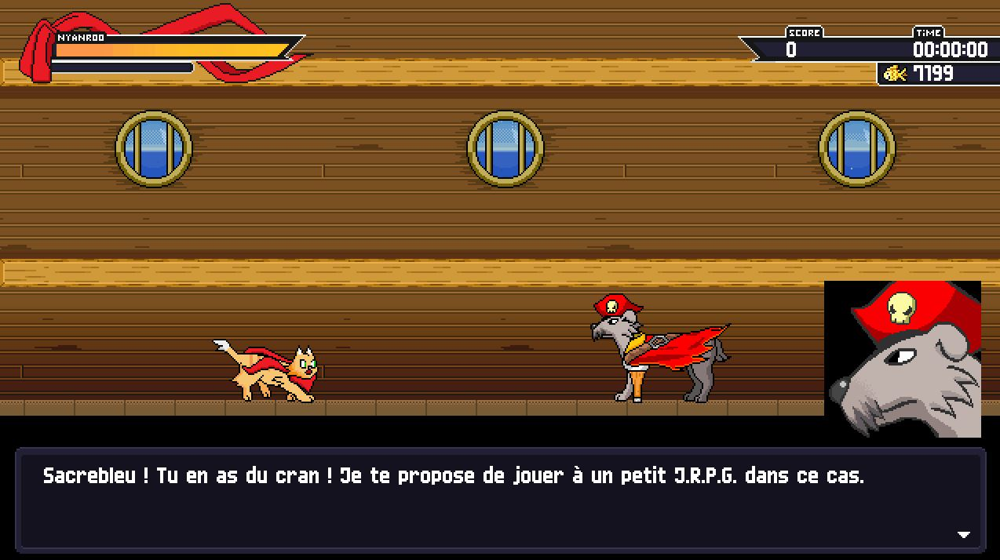 NYANROO
SCORE
0
TIME
00:00:00
7199
Sacrebleu ! Tu en as du cran ! Je te propose de jouer à un petit J.R.P.G. dans ce cas.